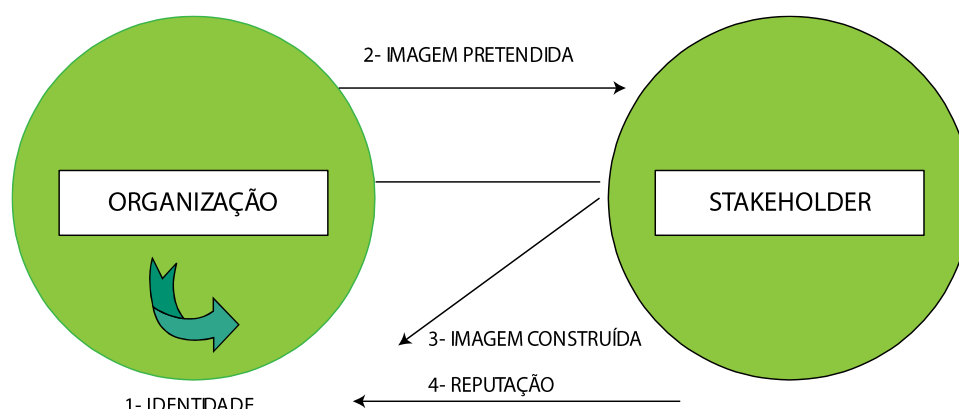 2- IMAGEM PRETENDIDA
ORGANIZAÇÃO
STAKEHOLDER
3- IMAGEM CONSTRUÍDA
4- REPUTAÇÃO
1- IDENTIDADE